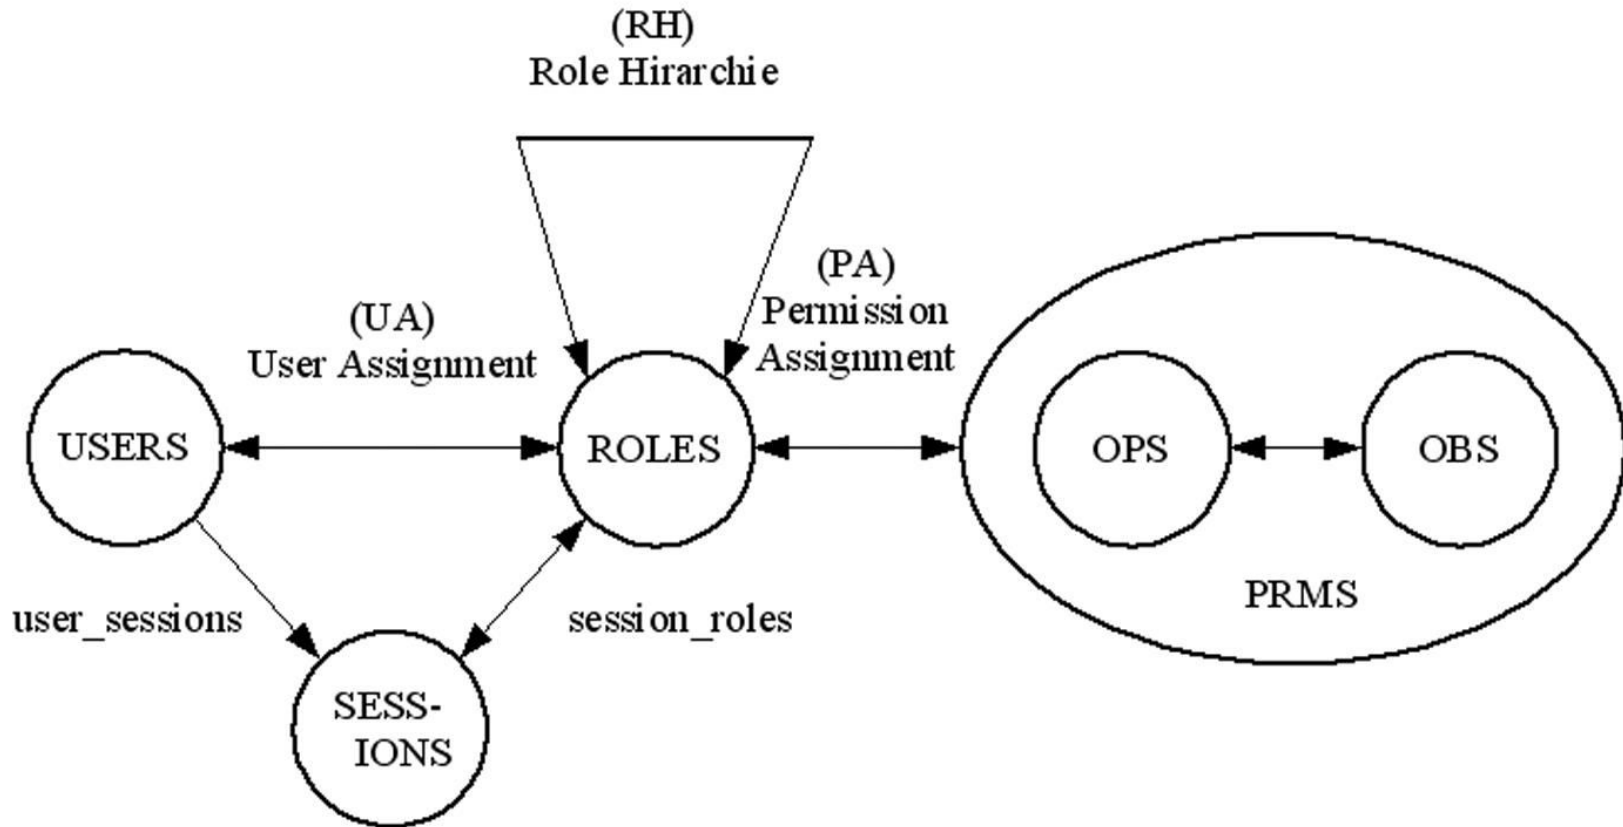 (RH)
Role Hirarchie
(PA)
Permission
Assignment
(UA)
User Assignment
USERS
ROLES
OPS
OBS
PRMS
user_sessions
session_roles
SESS-
IONS